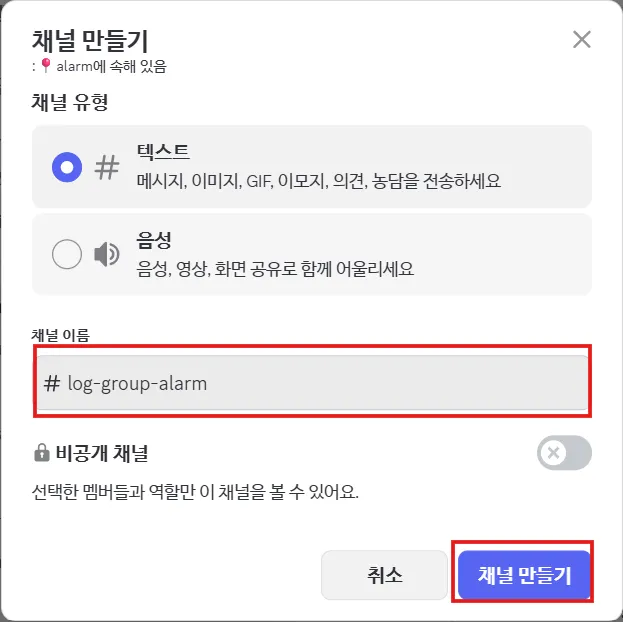 채널 만들기
: 📍 alarm에 속해 있음
채널 유형
텍스트
메시지, 이미지, GIF, 이모지, 의견, 농담을 전송하세요
음성
음성, 영상, 화면 공유로 함께 어울리세요
채널 이름
# log-group-alarm
비공개 채널
선택한 멤버들과 역할만 이 채널을 볼 수 있어요.
취소
채널 만들기